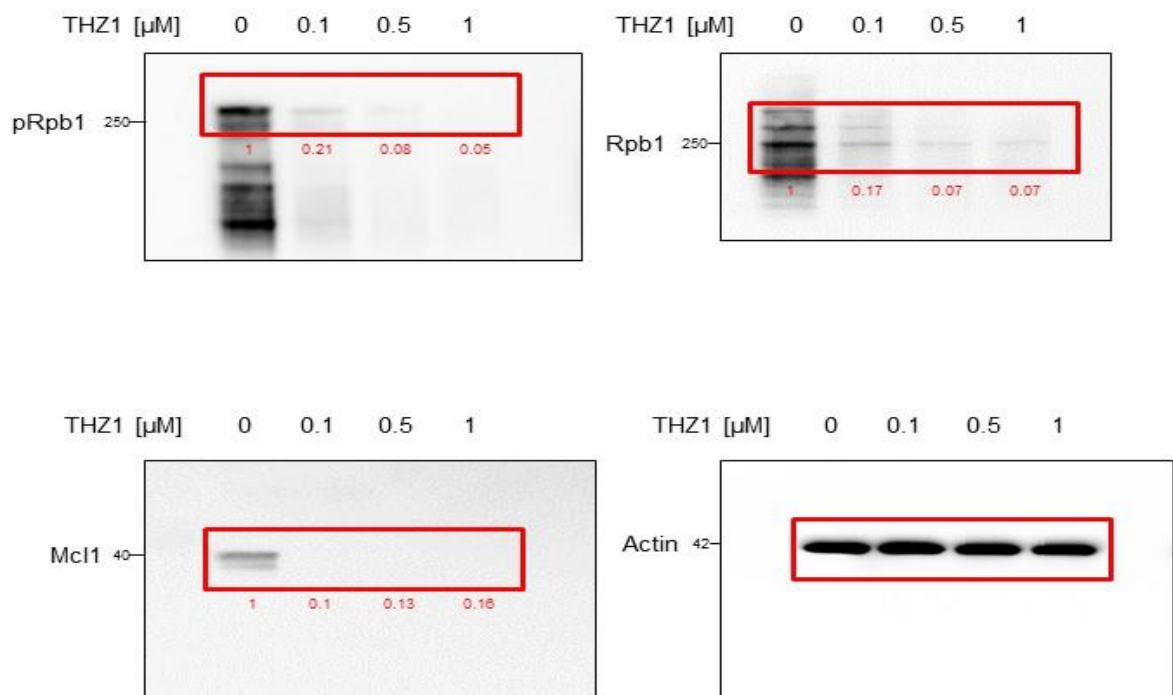 THZ1 [µM] 0 0.1 0.5 1
pRpb1 250
1 0.21 0.08 0.05
THZ1 [µM] 0 0.1 0.5 1
Rpb1 250
1 0.17 0.07 0.07
THZ1 [µM] 0 0.1 0.5 1
Mcl1 40
1 0.1 0.13 0.16
THZ1 [µM] 0 0.1 0.5 1
Actin 42